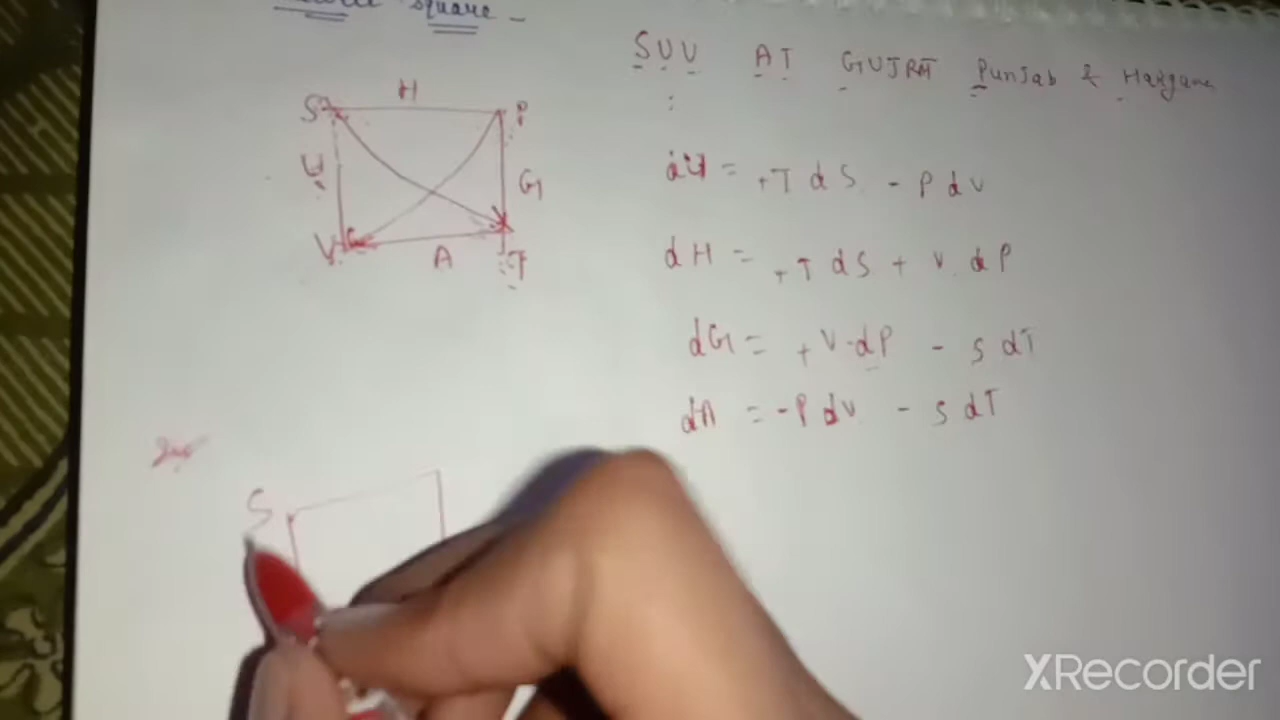 square -
SUV AT GUJRAT Punjab & Haryana
:
S H P
U G
V A T
dU = +T dS - P dV
dH = +T dS + V. dP
dG = +V.dP - S dT
dA = -P dV - S dT
S
XRecorder